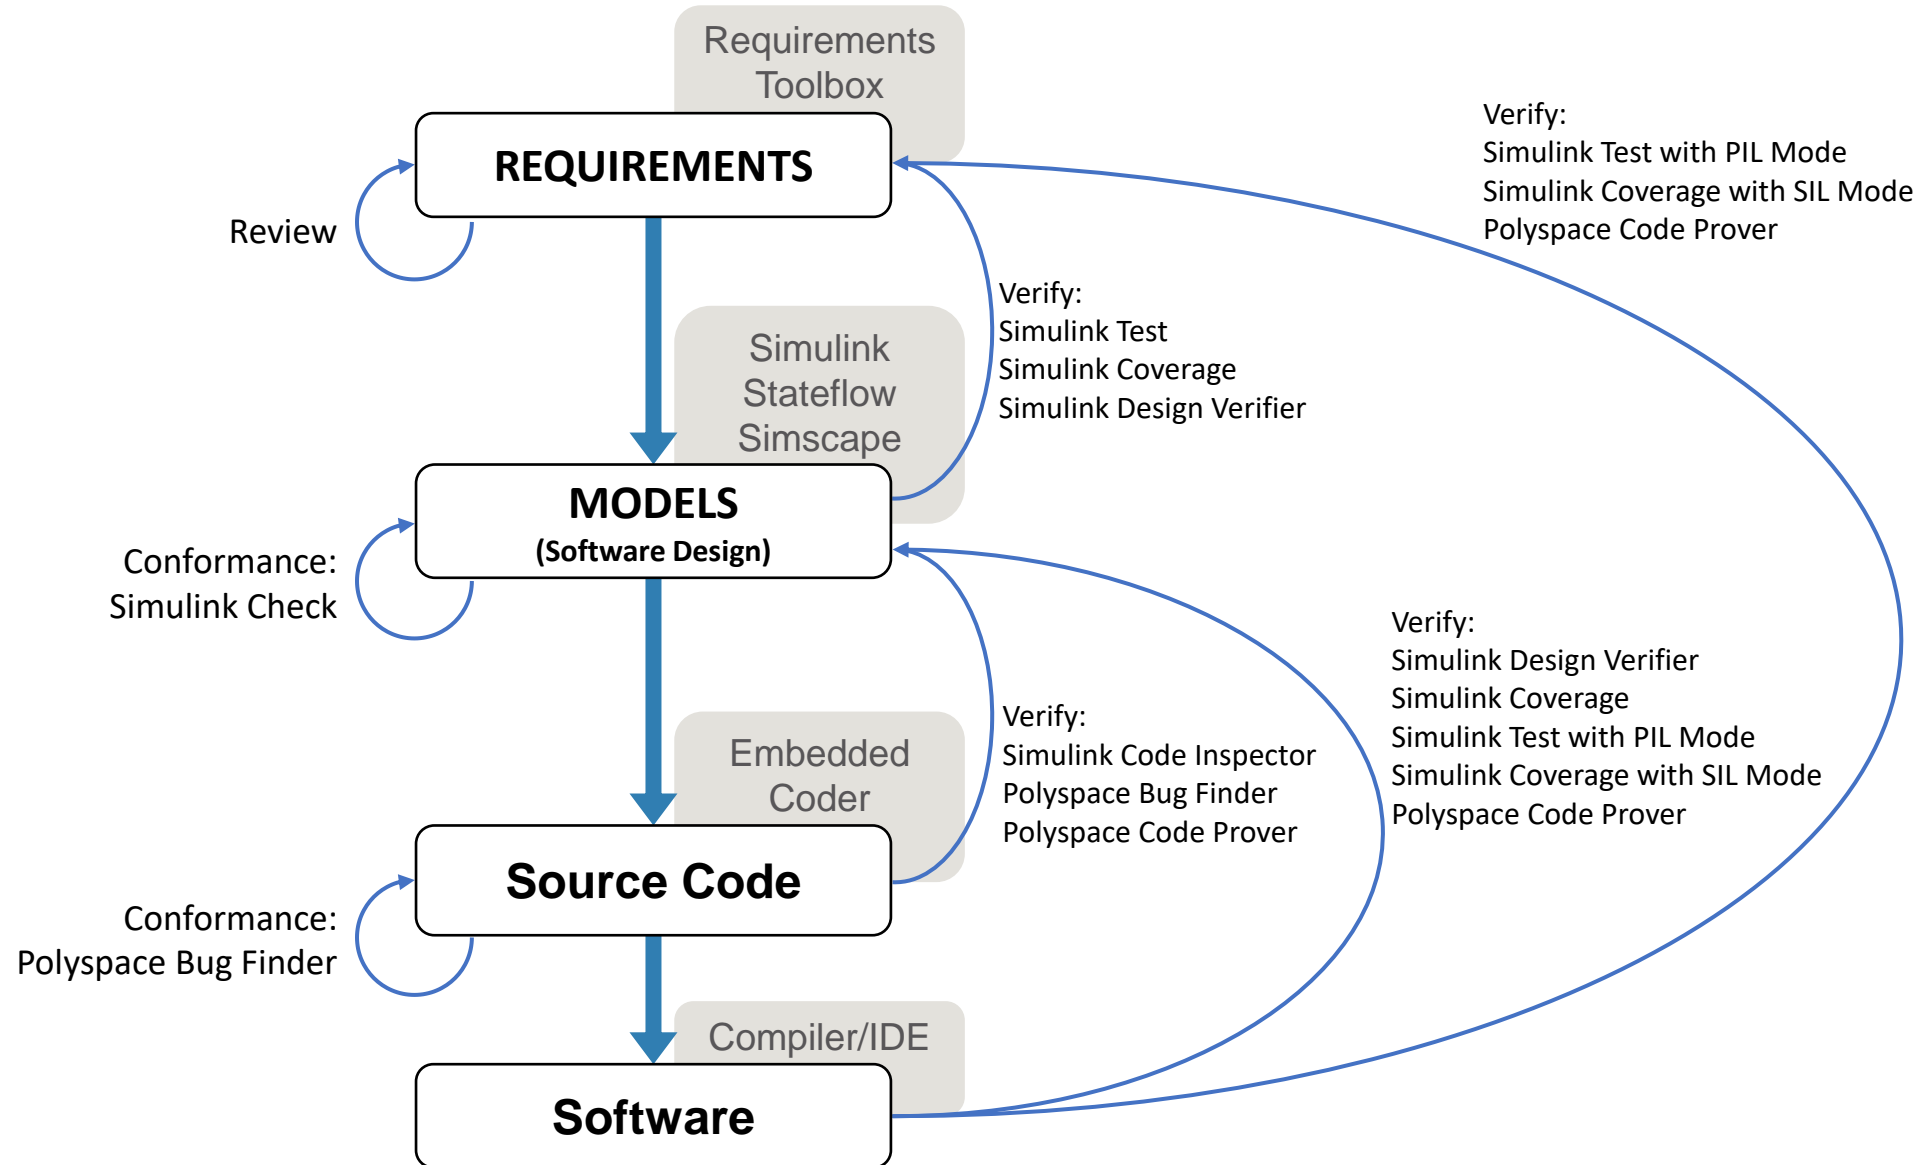 Requirements
Toolbox
REQUIREMENTS
Review
Verify:
Simulink Test with PIL Mode
Simulink Coverage with SIL Mode
Polyspace Code Prover
Verify:
Simulink Test
Simulink Coverage
Simulink Design Verifier
Simulink
Stateflow
Simscape
MODELS
(Software Design)
Conformance:
Simulink Check
Verify:
Simulink Design Verifier
Simulink Coverage
Simulink Test with PIL Mode
Simulink Coverage with SIL Mode
Polyspace Code Prover
Verify:
Simulink Code Inspector
Polyspace Bug Finder
Polyspace Code Prover
Embedded
Coder
Source Code
Conformance:
Polyspace Bug Finder
Compiler/IDE
Software